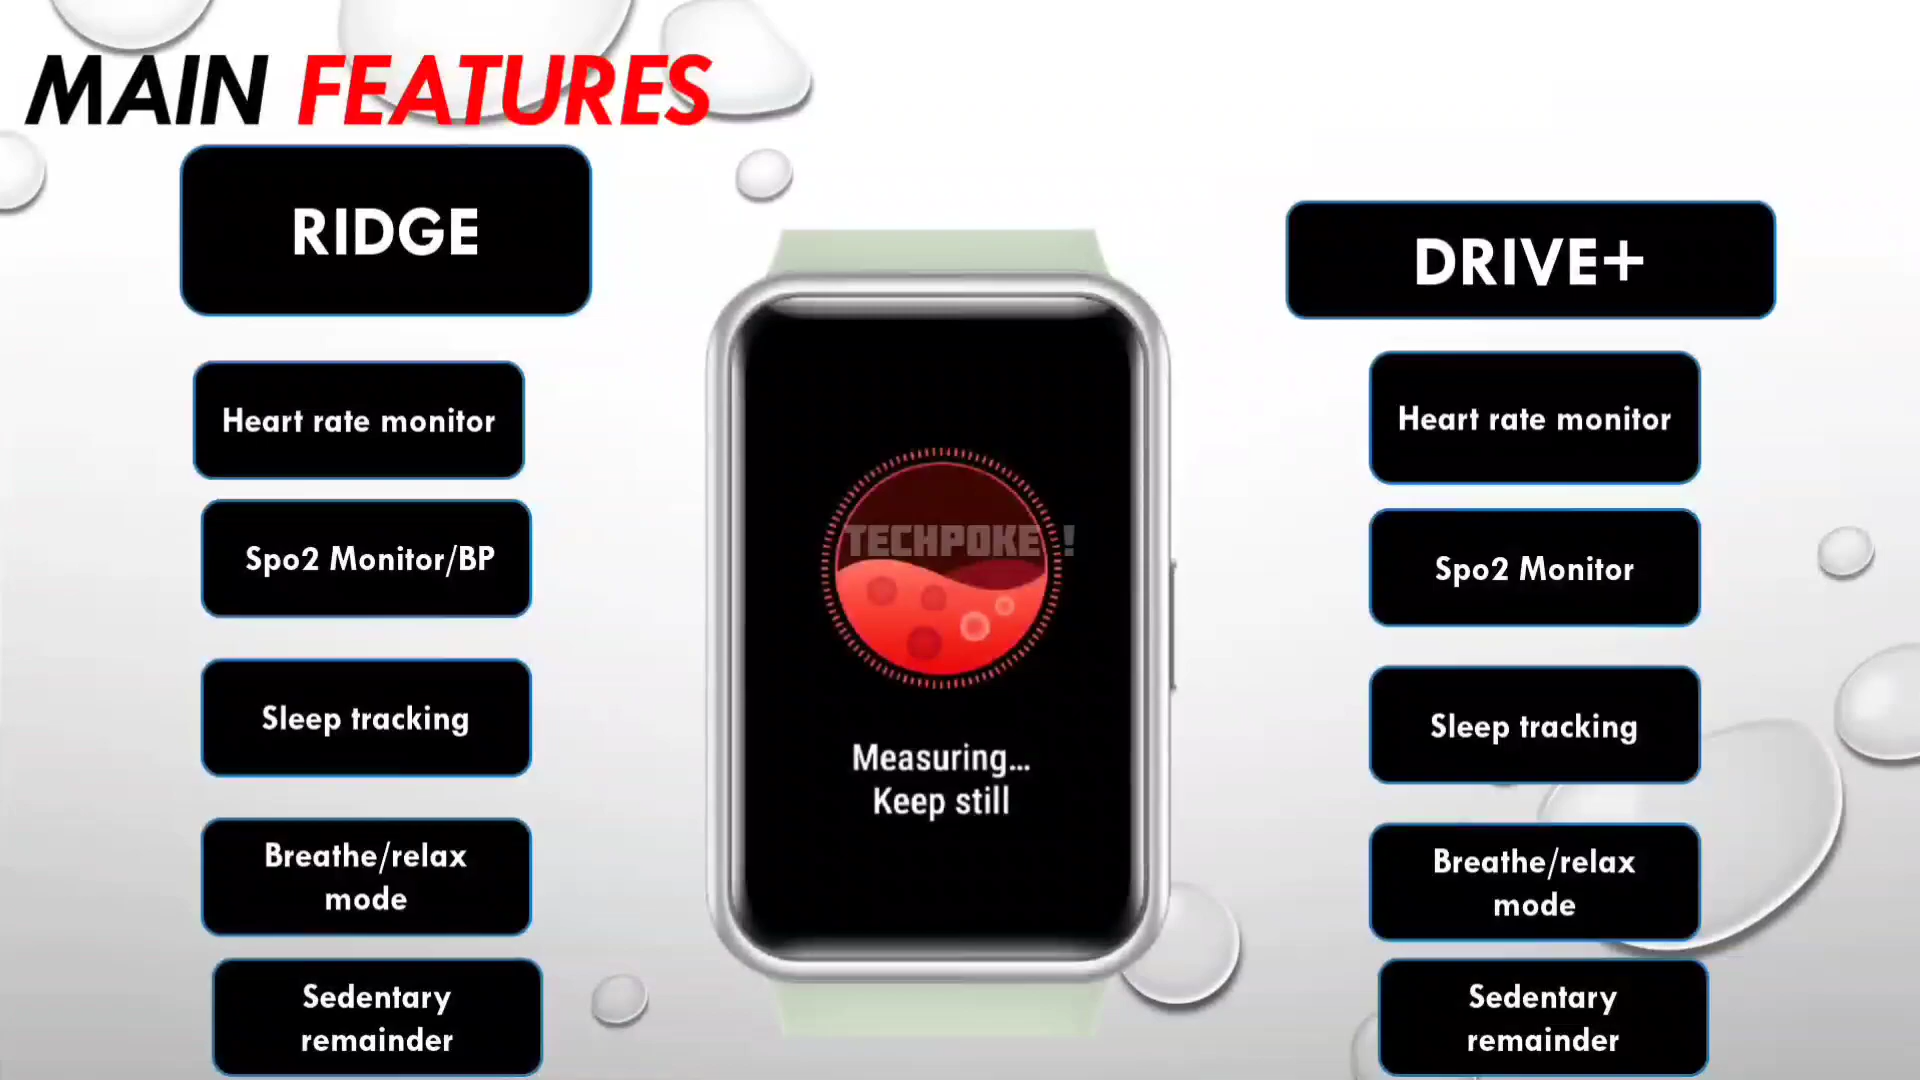 MAIN FEATURES
RIDGE
Heart rate monitor
Spo2 Monitor/BP
Sleep tracking
Breathe/relax
mode
Sedentary
remainder
TECHPOKE !
Measuring...
Keep still
DRIVE+
Heart rate monitor
Spo2 Monitor
Sleep tracking
Breathe/relax
mode
Sedentary
remainder